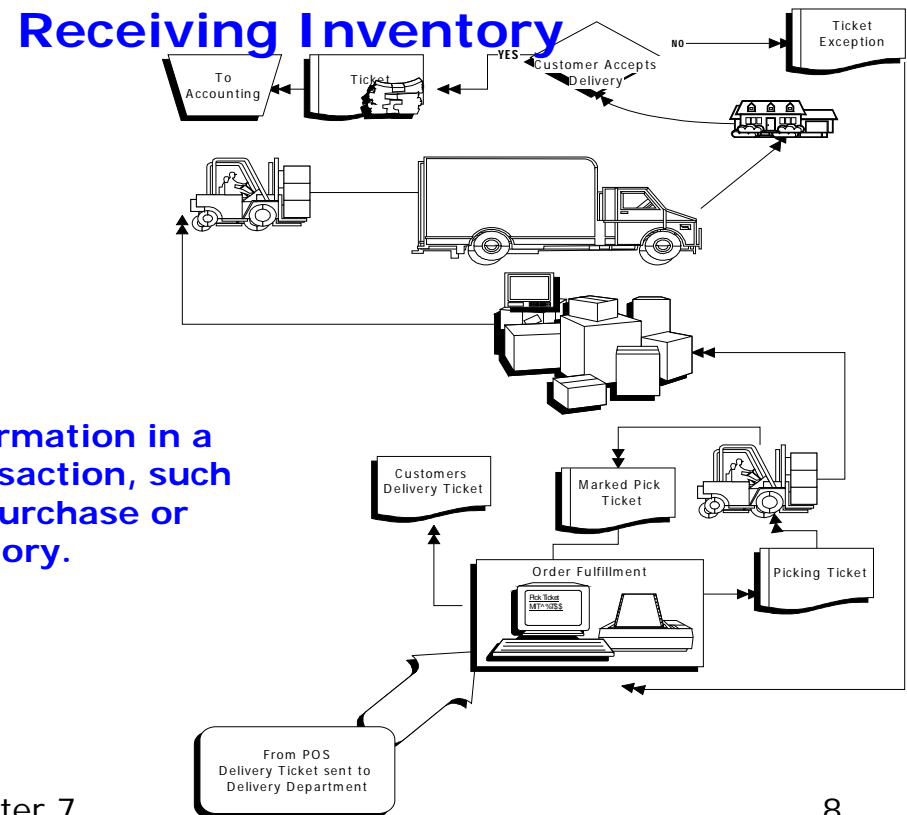 Receiving Inventory
Ticket
Exception
NO
YES
Customer Accepts
Delivery
Ticket
To
Accounting
rmation in a
saction, such
urchase or
ory.
Customers
Delivery Ticket
Marked Pick
Ticket
Picking Ticket
Order Fulfillment
Pick Ticket
From POS
Delivery Ticket sent to
Delivery Department
ter 7
8